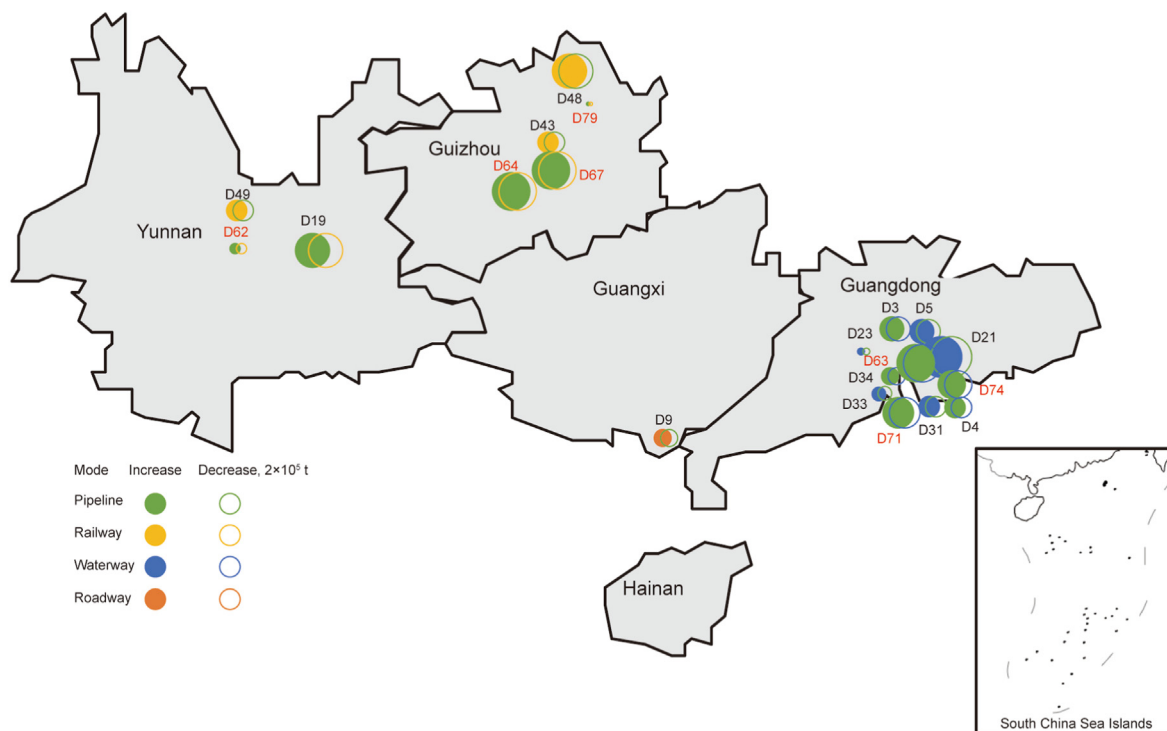 D48
D79
D43
Guizhou
D64
D67
D49
D19
D62
Yunnan
Guangxi
Guangdong
D3
D5
D23
D21
D63
D34
D74
D33
D71
D31
D4
D9
Mode Increase Decrease, 2×10⁵ t
Pipeline
Railway
Waterway
Roadway
Hainan
South China Sea Islands